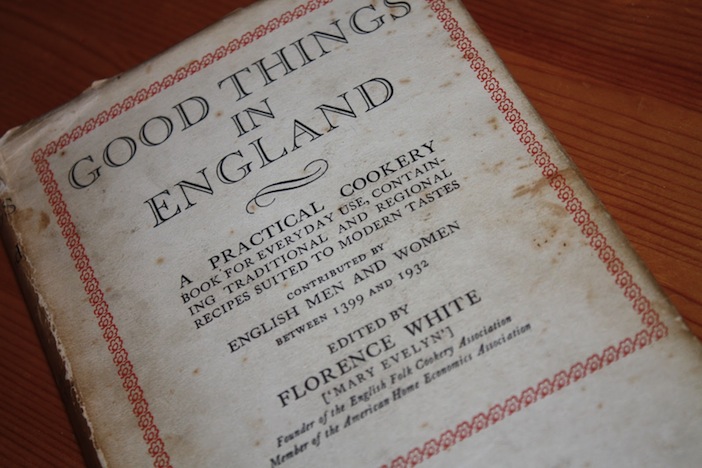 GOOD THINGS
IN
ENGLAND
A PRACTICAL COOKERY
BOOK FOR EVERYDAY USE, CONTAIN-
ING TRADITIONAL AND REGIONAL
RECIPES SUITED TO MODERN TASTES
CONTRIBUTED BY
ENGLISH MEN AND WOMEN
BETWEEN 1399 AND 1932
EDITED BY
FLORENCE WHITE
['MARY EVELYN']
Founder of the English Folk Cookery Association
Member of the American Home Economics Association